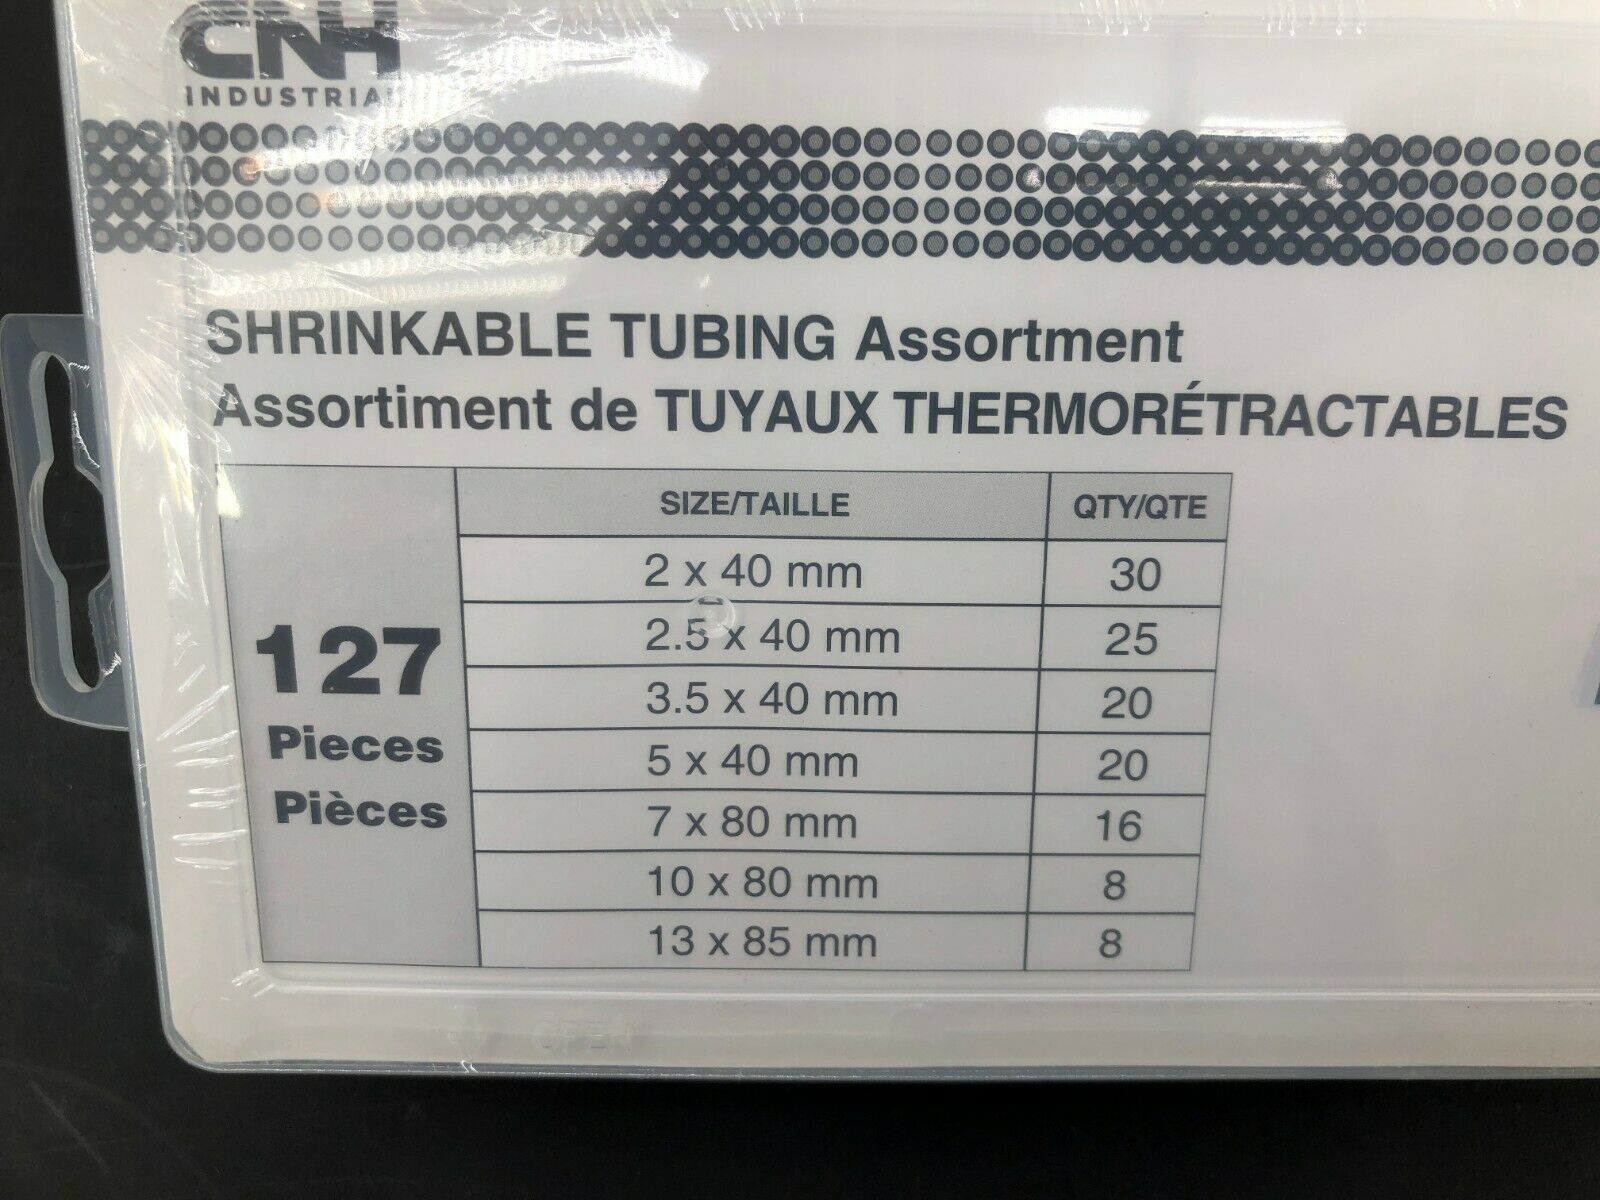 CNH
INDUSTRIAL
SHRINKABLE TUBING Assortment
Assortiment de TUYAUX THERMORÉTRACTABLES
127
Pieces
Pièces
SIZE/TAILLE QTY/QTE
2 x 40 mm 30
2.5 x 40 mm 25
3.5 x 40 mm 20
5 x 40 mm 20
7 x 80 mm 16
10 x 80 mm 8
13 x 85 mm 8
OPEN